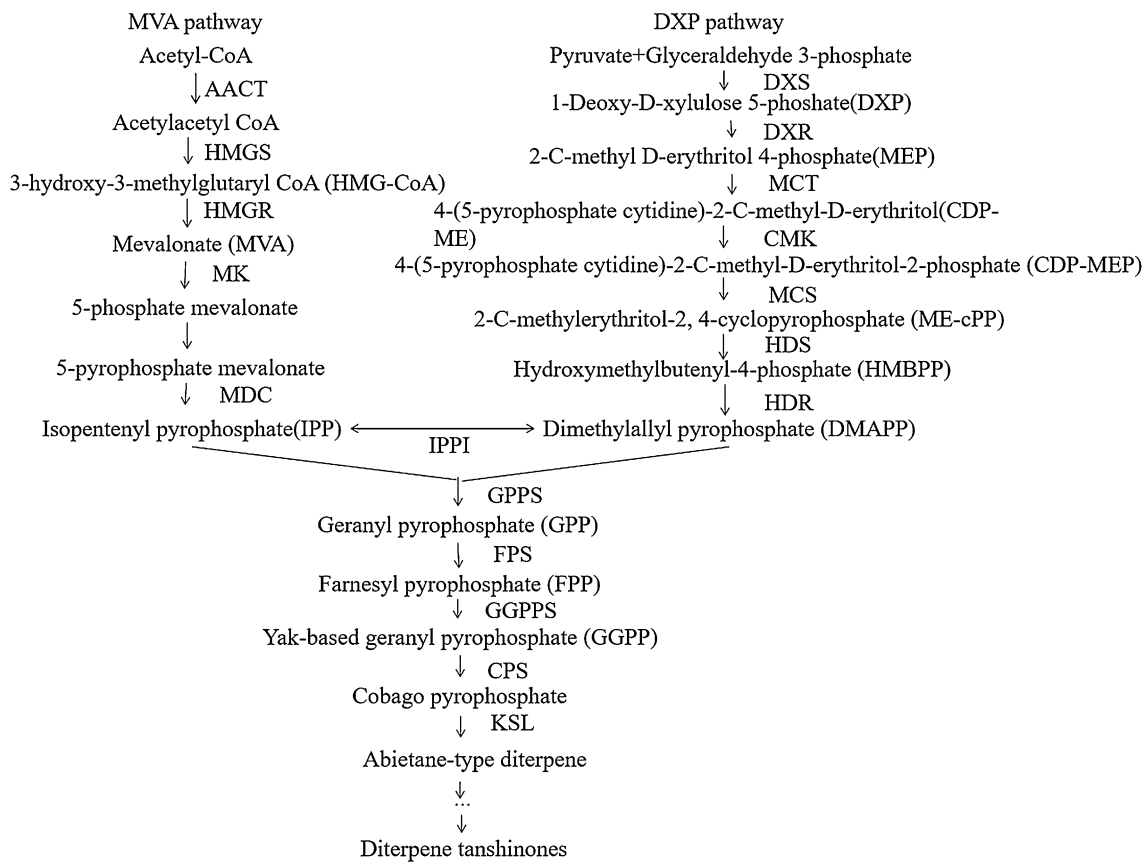 MVA pathway
Acetyl-CoA
AACT
Acetylacetyl CoA
HMGS
3-hydroxy-3-methylglutaryl CoA (HMG-CoA)
HMGR
Mevalonate (MVA)
MK
5-phosphate mevalonate
5-pyrophosphate mevalonate
MDC
Isopentenyl pyrophosphate(IPP)
DXP pathway
Pyruvate+Glyceraldehyde 3-phosphate
DXS
1-Deoxy-D-xylulose 5-phoshate(DXP)
DXR
2-C-methyl D-erythritol 4-phosphate(MEP)
MCT
4-(5-pyrophosphate cytidine)-2-C-methyl-D-erythritol(CDP-
ME)
CMK
4-(5-pyrophosphate cytidine)-2-C-methyl-D-erythritol-2-phosphate (CDP-MEP)
MCS
2-C-methylerythritol-2, 4-cyclopyrophosphate (ME-cPP)
HDS
Hydroxymethylbutenyl-4-phosphate (HMBPP)
HDR
Dimethylallyl pyrophosphate (DMAPP)
IPPI
GPPS
Geranyl pyrophosphate (GPP)
FPS
Farnesyl pyrophosphate (FPP)
GGPPS
Yak-based geranyl pyrophosphate (GGPP)
CPS
Cobago pyrophosphate
KSL
Abietane-type diterpene
...
Diterpene tanshinones